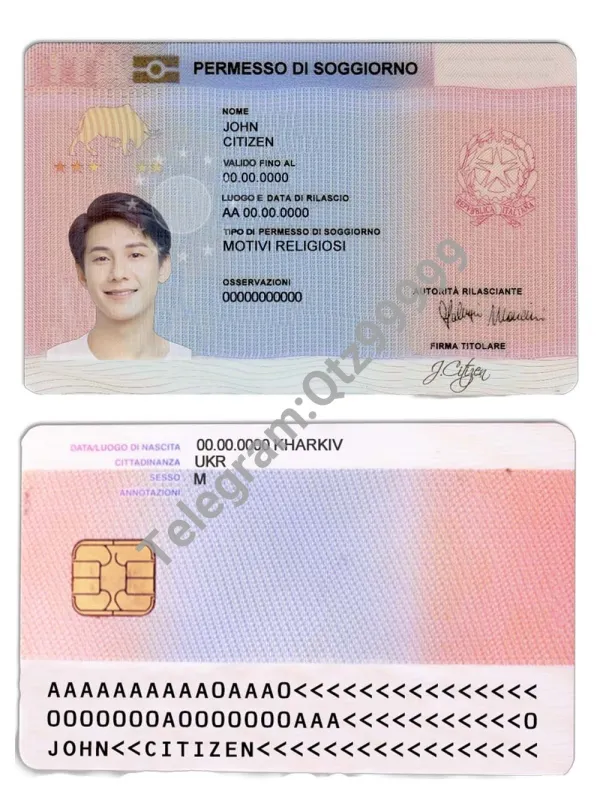 PERMESSO DI SOGGIORNO
NOME
JOHN
CITIZEN
VALIDO FINO AL
00.00.0000
LUOGO E DATA DI RILASCIO
AA 00.00.0000
TIPO DI PERMESSO DI SOGGIORNO
MOTIVI RELIGIOSI
OSSERVAZIONI
00000000000
REPVBBLICA ITALIANA
AUTORITÀ RILASCIANTE
FIRMA TITOLARE
J.Citizen
Telegram:Qtz99999
DATA/LUOGO DI NASCITA 00.00.0000 KHARKIV
CITTADINANZA UKR
SESSO M
ANNOTAZIONI
AAAAAAAAAA0AAA0<<<<<<<<<<<<<<<
0000000A0000000AAA<<<<<<<<<<<0
JOHN<<CITIZEN<<<<<<<<<<<<<<<<<